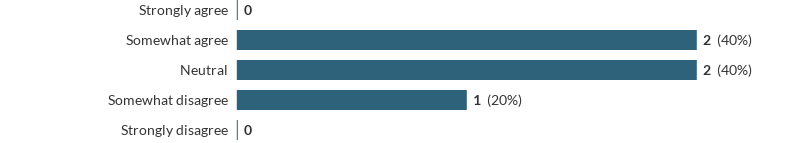 Strongly agree 0
Somewhat agree 2 (40%)
Neutral 2 (40%)
Somewhat disagree 1 (20%)
Strongly disagree 0